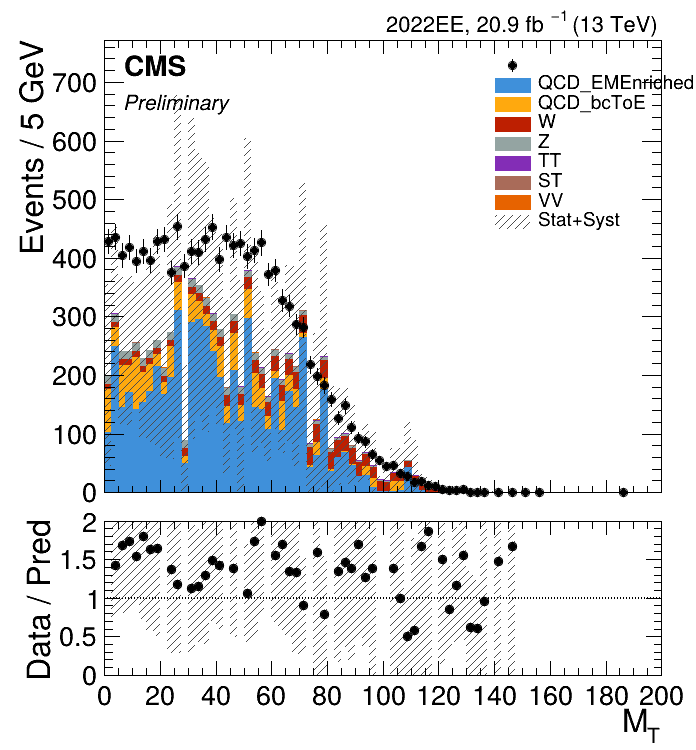 2022EE, 20.9 fb⁻¹ (13 TeV)
Events / 5 GeV
CMS
Preliminary
QCD_EMEnriched
QCD_bcToE
W
Z
TT
ST
VV
Stat+Syst
700
600
500
400
300
200
100
0
Data / Pred
2
1.5
1
0.5
0
0 20 40 60 80 100 120 140 160 180 200
M_T